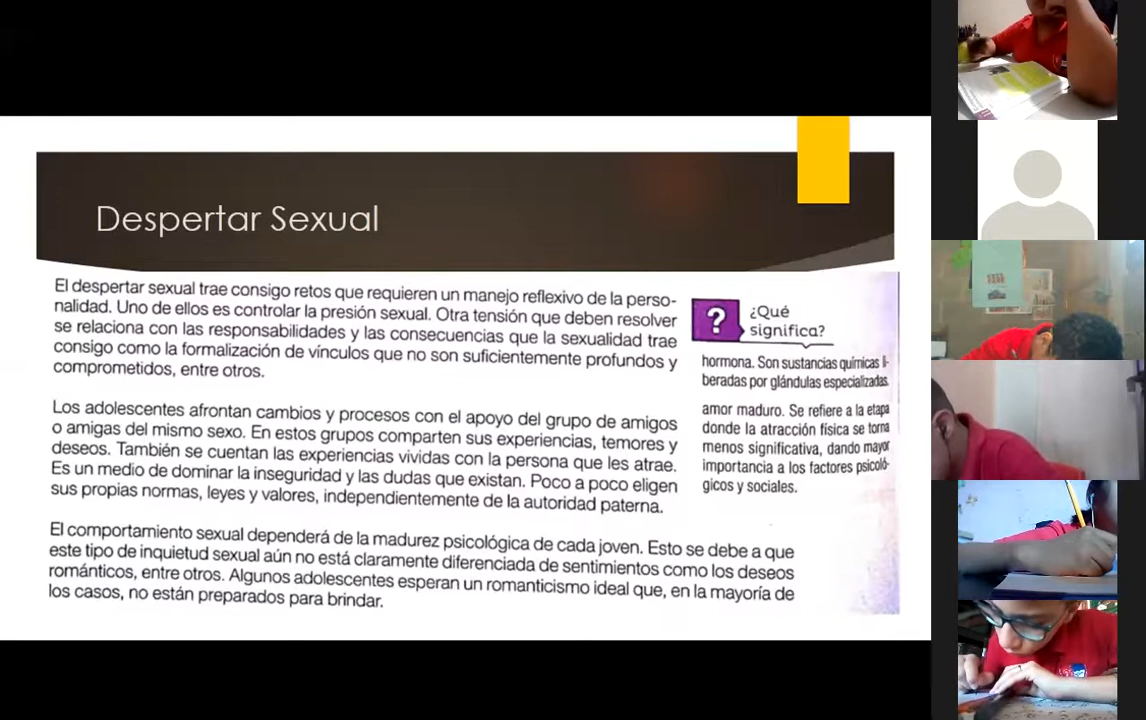 Despertar Sexual
El despertar sexual trae consigo retos que requieren un manejo reflexivo de la perso-
nalidad. Uno de ellos es controlar la presión sexual. Otra tensión que deben resolver
se relaciona con las responsabilidades y las consecuencias que la sexualidad trae
consigo como la formalización de vínculos que no son suficientemente profundos y
comprometidos, entre otros.
Los adolescentes afrontan cambios y procesos con el apoyo del grupo de amigos
o amigas del mismo sexo. En estos grupos comparten sus experiencias, temores y
deseos. También se cuentan las experiencias vividas con la persona que les atrae.
Es un medio de dominar la inseguridad y las dudas que existan. Poco a poco eligen
sus propias normas, leyes y valores, independientemente de la autoridad paterna.
El comportamiento sexual dependerá de la madurez psicológica de cada joven. Esto se debe a que
este tipo de inquietud sexual aún no está claramente diferenciada de sentimientos como los deseos
románticos, entre otros. Algunos adolescentes esperan un romanticismo ideal que, en la mayoría de
los casos, no están preparados para brindar.
?
¿Qué
significa?
hormona. Son sustancias químicas li-
beradas por glándulas especializadas.
amor maduro. Se refiere a la etapa
donde la atracción física se torna
menos significativa, dando mayor
importancia a los factores psicoló-
gicos y sociales.